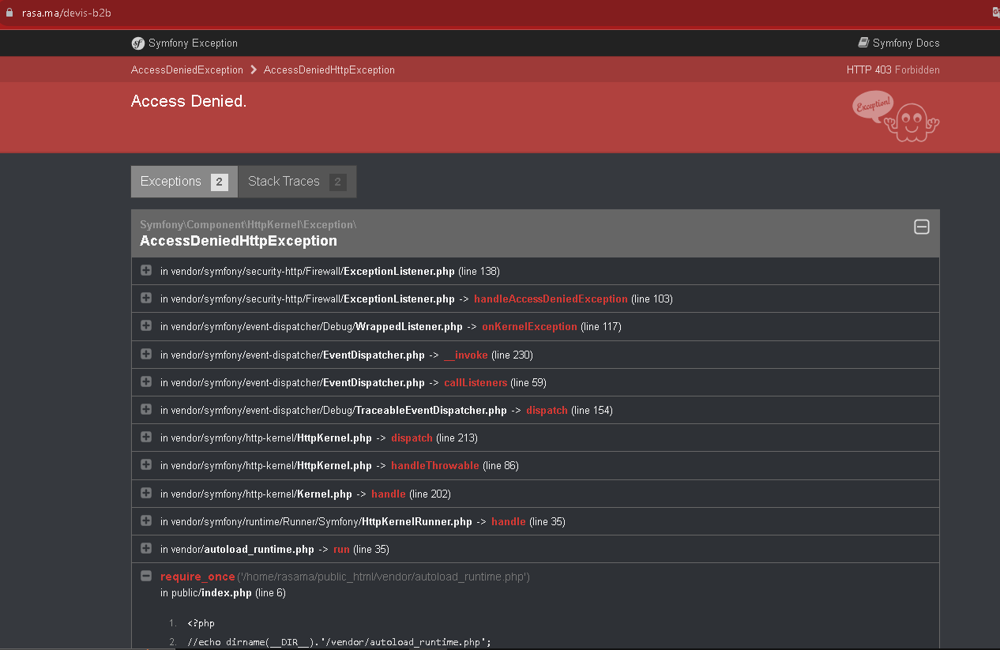 rasa.ma/devis-b2b
Symfony Exception
Symfony Docs
AccessDeniedException
AccessDeniedHttpException
HTTP 403 Forbidden
Access Denied.
Exception!
Exceptions 2
Stack Traces 2
Symfony\Component\HttpKernel\Exception\
AccessDeniedHttpException
in vendor/symfony/security-http/Firewall/ExceptionListener.php (line 138)
in vendor/symfony/security-http/Firewall/ExceptionListener.php -> handleAccessDeniedException (line 103)
in vendor/symfony/event-dispatcher/Debug/WrappedListener.php -> onKernelException (line 117)
in vendor/symfony/event-dispatcher/EventDispatcher.php -> __invoke (line 230)
in vendor/symfony/event-dispatcher/EventDispatcher.php -> callListeners (line 59)
in vendor/symfony/event-dispatcher/Debug/TraceableEventDispatcher.php -> dispatch (line 154)
in vendor/symfony/http-kernel/HttpKernel.php -> dispatch (line 213)
in vendor/symfony/http-kernel/HttpKernel.php -> handleThrowable (line 86)
in vendor/symfony/http-kernel/Kernel.php -> handle (line 202)
in vendor/symfony/runtime/Runner/Symfony/HttpKernelRunner.php -> handle (line 35)
in vendor/autoload_runtime.php -> run (line 35)
require_once('/home/rasama/public_html/vendor/autoload_runtime.php')
in public/index.php (line 6)
1. <?php
2. //echo dirname(__DIR__).'/vendor/autoload_runtime.php';